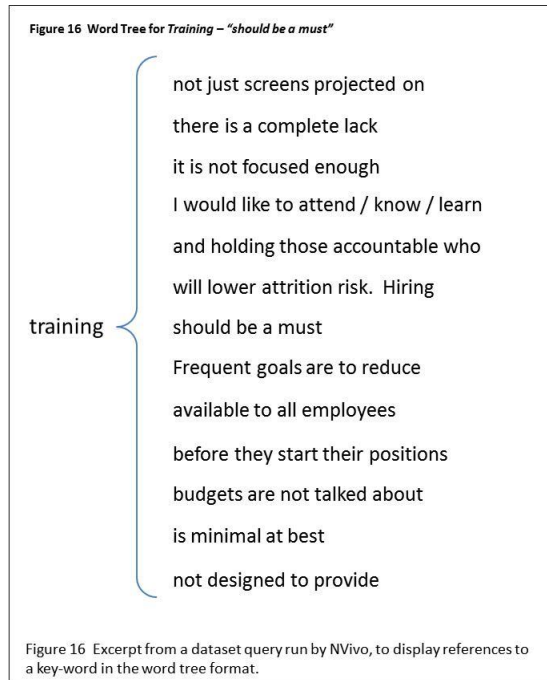 Figure 16 Word Tree for Training – “should be a must”
not just screens projected on
there is a complete lack
it is not focused enough
I would like to attend / know / learn
and holding those accountable who
will lower attrition risk. Hiring
training
should be a must
Frequent goals are to reduce
available to all employees
before they start their positions
budgets are not talked about
is minimal at best
not designed to provide
Figure 16 Excerpt from a dataset query run by NVivo, to display references to
a key-word in the word tree format.